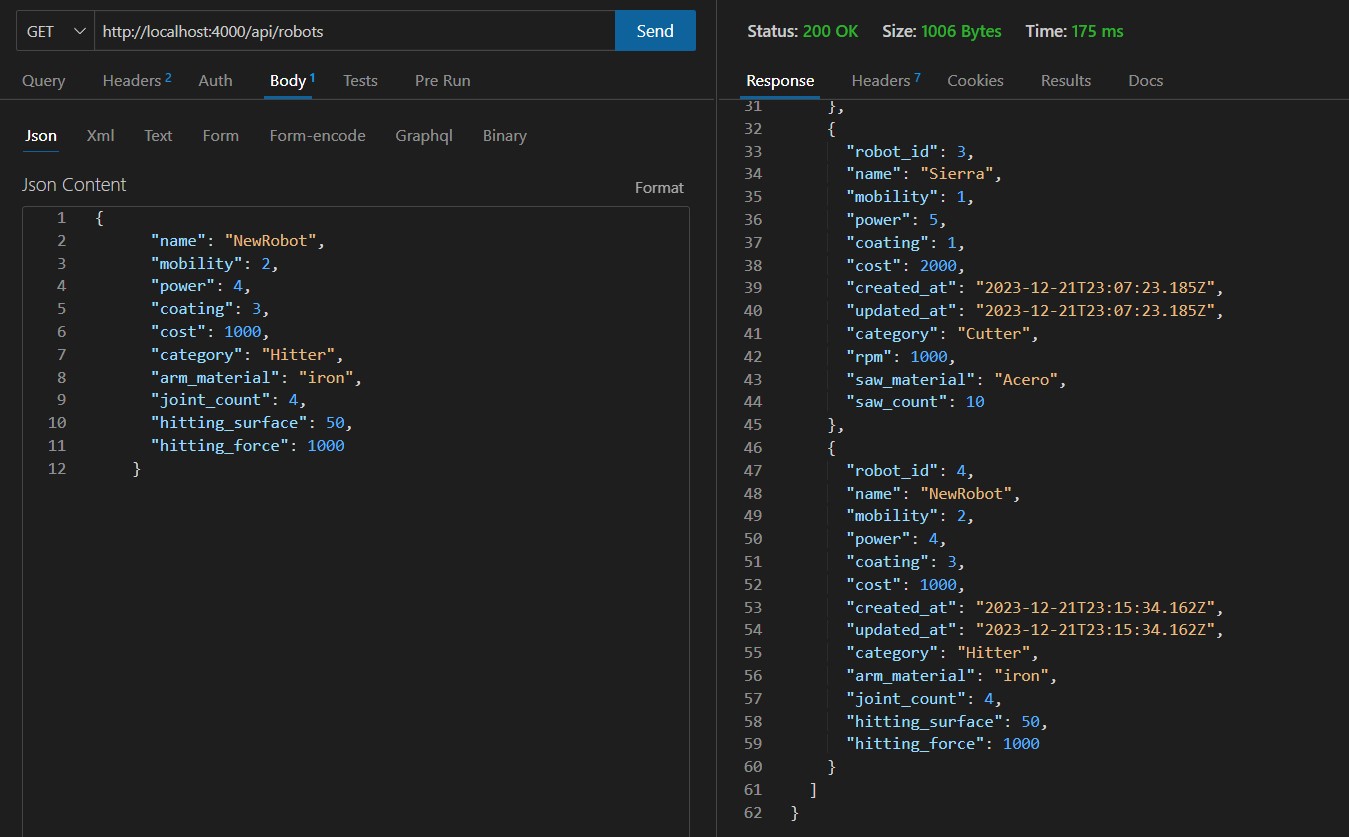 GET http://localhost:4000/api/robots Send
Query Headers 2 Auth Body 1 Tests Pre Run
Json Xml Text Form Form-encode Graphql Binary
Json Content Format
1 {
2 "name": "NewRobot",
3 "mobility": 2,
4 "power": 4,
5 "coating": 3,
6 "cost": 1000,
7 "category": "Hitter",
8 "arm_material": "iron",
9 "joint_count": 4,
10 "hitting_surface": 50,
11 "hitting_force": 1000
12 }
Status: 200 OK Size: 1006 Bytes Time: 175 ms
Response Headers 7 Cookies Results Docs
31 },
32 {
33 "robot_id": 3,
34 "name": "Sierra",
35 "mobility": 1,
36 "power": 5,
37 "coating": 1,
38 "cost": 2000,
39 "created_at": "2023-12-21T23:07:23.185Z",
40 "updated_at": "2023-12-21T23:07:23.185Z",
41 "category": "Cutter",
42 "rpm": 1000,
43 "saw_material": "Acero",
44 "saw_count": 10
45 },
46 {
47 "robot_id": 4,
48 "name": "NewRobot",
49 "mobility": 2,
50 "power": 4,
51 "coating": 3,
52 "cost": 1000,
53 "created_at": "2023-12-21T23:15:34.162Z",
54 "updated_at": "2023-12-21T23:15:34.162Z",
55 "category": "Hitter",
56 "arm_material": "iron",
57 "joint_count": 4,
58 "hitting_surface": 50,
59 "hitting_force": 1000
60 }
61 ]
62 }